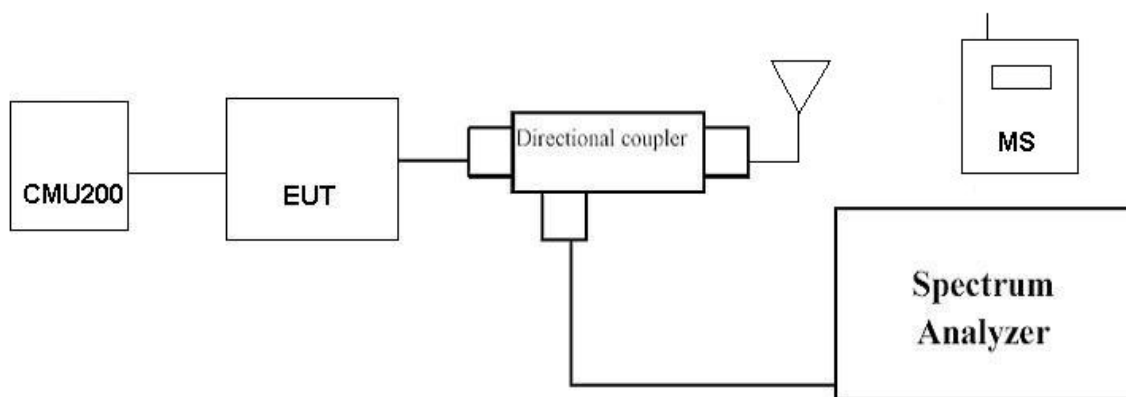 CMU200
EUT
Directional coupler
MS
Spectrum
Analyzer